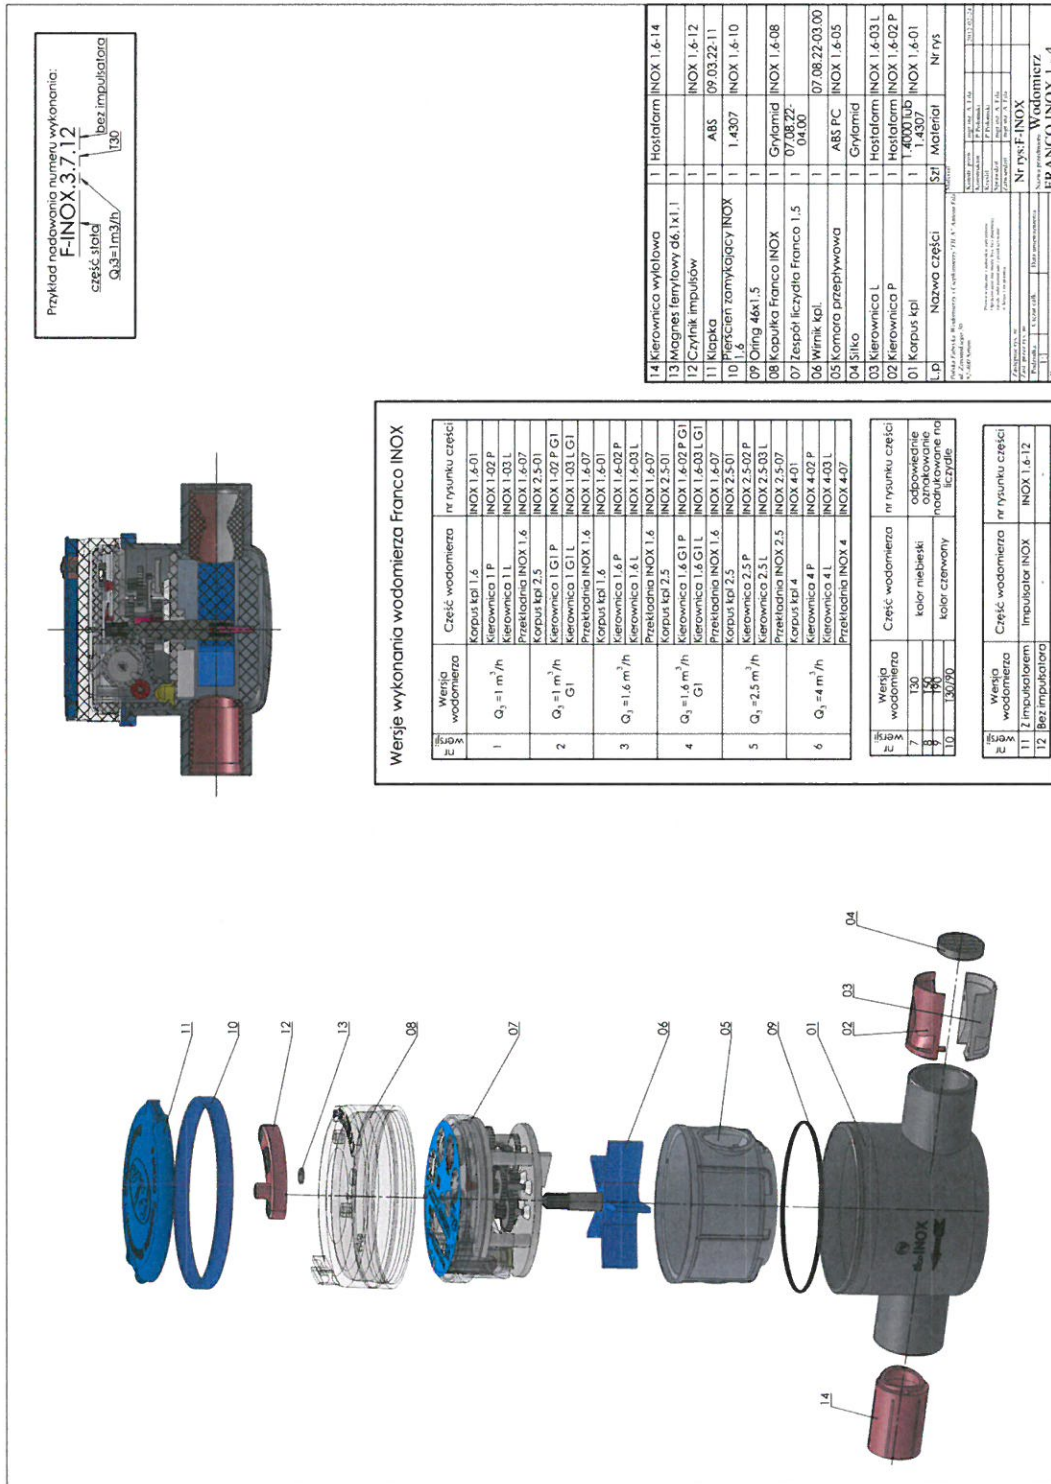 Przykład nadawania numeru wykonania:
F-INOX.3.7.12
część stała
bez impulsatora
Q3=1m3/h
T30
14 Kierownica wylotowa 1 Hostaform INOX 1,6-14
13 Magnes ferrytowy d6,1x1,1 1
12 Czytnik impulsów 1 INOX 1,6-12
11 Klapka 1 ABS 09.03.22-11
10 Pierscień zamykający INOX 1,6 1 1.4307 INOX 1,6-10
09 Oring 46x1,5 1
08 Kopułka Franco INOX 1 Grylamid INOX 1,6-08
07 Zespół liczydła Franco 1,5 1 07.08.22-04.00
06 Wirnik kpl. 1 07.08.22-03.00
05 Komora przepływowa 1 ABS PC INOX 1,6-05
04 Sitko 1 Grylamid
03 Kierownica L 1 Hostaform INOX 1,6-03 L
02 Kierownica P 1 Hostaform INOX 1,6-02 P
01 Korpus kpl 1 1.4000 lub 1.4307 INOX 1,6-01
L.p Nazwa części Szt Materiał Nr rys
Nr rys:F-INOX
Wodomierz
Wersje wykonania wodomierza Franco INOX
nr wersji Wersja wodomierza Część wodomierza nr rysunku części
1 Q3 =1 m³/h Korpus kpl 1,6 INOX 1,6-01
Kierownica 1 P INOX 1-02 P
Kierownica 1 L INOX 1-03 L
Przekładnia INOX 1,6 INOX 1,6-07
2 Q3 =1 m³/h G1 Korpus kpl 2.5 INOX 2,5-01
Kierownica 1 G1 P INOX 1-02 P G1
Kierownica 1 G1 L INOX 1-03 L G1
Przekładnia INOX 1,6 INOX 1,6-07
3 Q3 =1.6 m³/h Korpus kpl 1,6 INOX 1,6-01
Kierownica 1,6 P INOX 1,6-02 P
Kierownica 1,6 L INOX 1,6-03 L
Przekładnia INOX 1,6 INOX 1,6-07
4 Q3 =1.6 m³/h G1 Korpus kpl 2.5 INOX 2,5-01
Kierownica 1,6 G1 P INOX 1,6-02 P G1
Kierownica 1,6 G1 L INOX 1,6-03 L G1
Przekładnia INOX 1,6 INOX 1,6-07
5 Q3 =2,5 m³/h Korpus kpl 2.5 INOX 2,5-01
Kierownica 2,5 P INOX 2,5-02 P
Kierownica 2,5 L INOX 2,5-03 L
Przekładnia INOX 2,5 INOX 2,5-07
6 Q3 =4 m³/h Korpus kpl 4 INOX 4-01
Kierownica 4 P INOX 4-02 P
Kierownica 4 L INOX 4-03 L
Przekładnia INOX 4 INOX 4-07
nr wersji Wersja wodomierza Część wodomierza nr rysunku części
7 T30 kolor niebieski odpowiednie oznakowanie nadrukowane na liczydle
8 T50
9 T90 kolor czerwony
10 T30/90
nr wersji Wersja wodomierza Część wodomierza nr rysunku części
11 Z impulsatorem Impulsator INOX INOX 1,6-12
12 Bez impulsatora - -
11
10
12
13
08
07
06
05
09
01
02
03
04
14
INOX